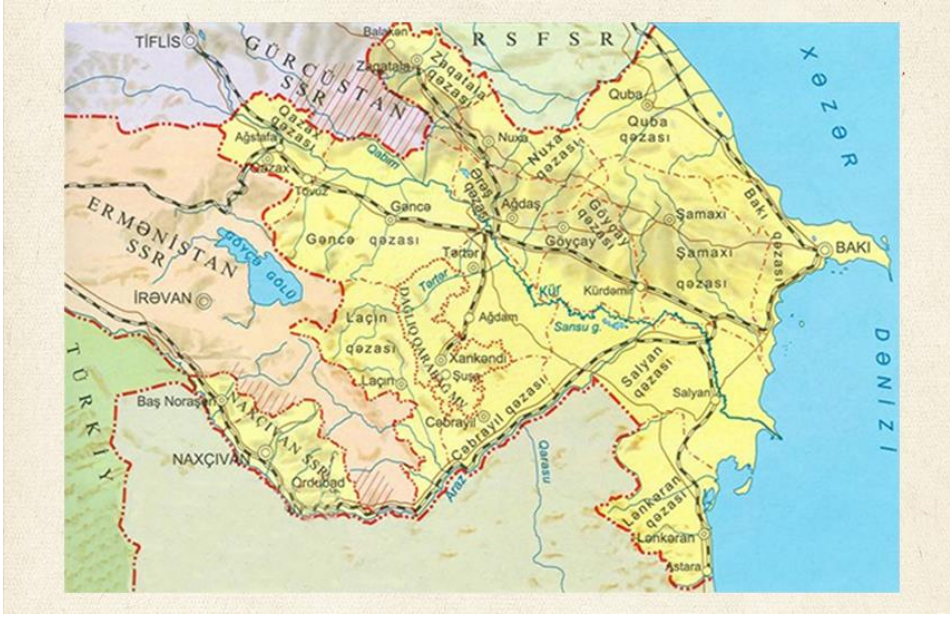 Balakən
TİFLİS
GÜRCÜSTAN
SSR
RSFSR
Zaqatala
Zaqatala
qəzası
XƏZƏR
Quba
Quba
qəzası
Qazax
qəzası
Ağstafa
Qazax
Qabırrı
Nuxa
Nuxa
qəzası
Tovuz
Ərəş
qəzası
Ağdaş
Göyçay
qəzası
Göyçay
Şamaxı
Şamaxı
qəzası
Bakı
qəzası
BAKI
Gəncə
Gəncə qəzası
ERMƏNİSTAN
SSR
GÖYÇƏ GÖLÜ
İRƏVAN
Tərtər
Tərtər
Kür
Kürdəmir
Sarısu g.
DAĞLIQ QARABAĞ MV
Ağdam
Laçın
qəzası
Laçın
Xankəndi
Şuşa
Cəbrayıl
Cəbrayıl qəzası
Salyan
qəzası
Salyan
DƏNİZİ
TÜRKİY
Baş Noraşen
NAXÇIVAN SSR
NAXÇIVAN
Ordubad
Araz
Qarasu
Lənkəran
qəzası
Lənkəran
Astara